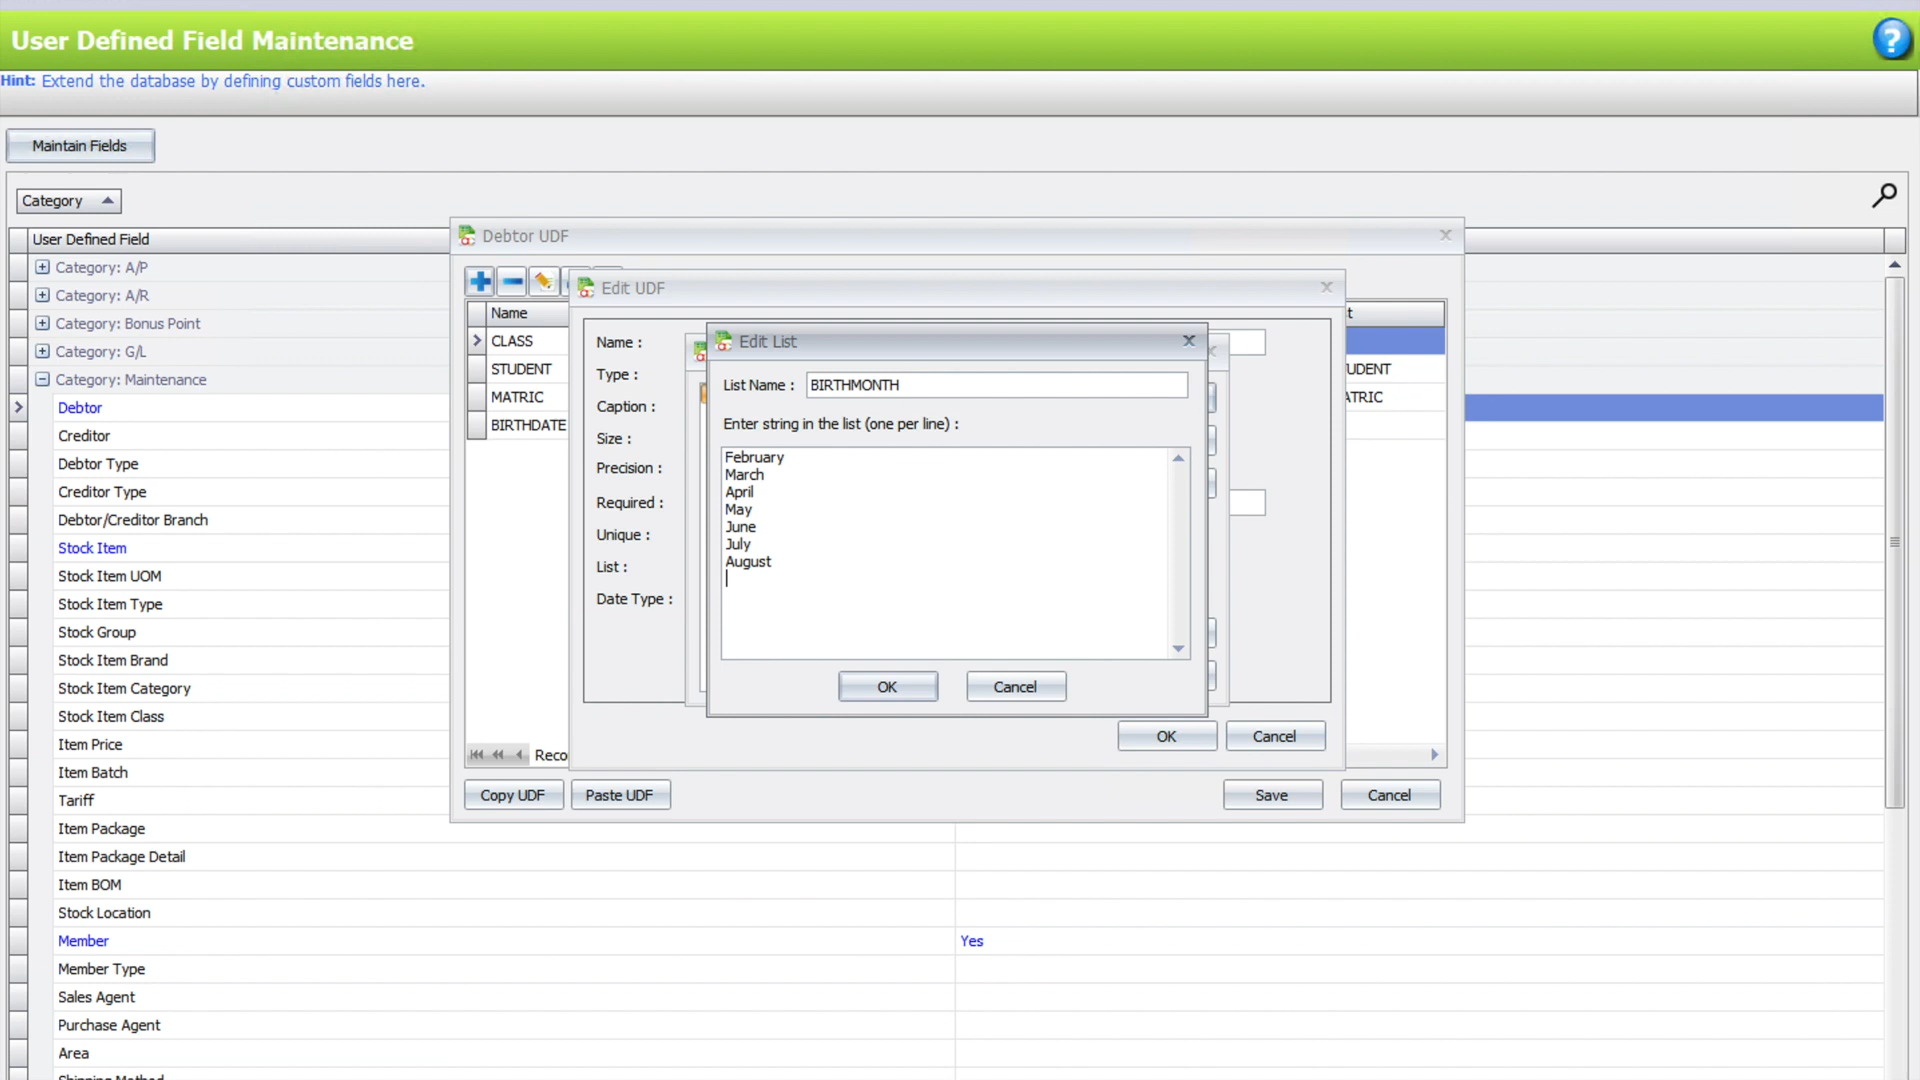 User Defined Field Maintenance
Hint: Extend the database by defining custom fields here.
Maintain Fields
Category
User Defined Field
Category: A/P
Category: A/R
Category: Bonus Point
Category: G/L
Category: Maintenance
Debtor
Creditor
Debtor Type
Creditor Type
Debtor/Creditor Branch
Stock Item
Stock Item UOM
Stock Item Type
Stock Group
Stock Item Brand
Stock Item Category
Stock Item Class
Item Price
Item Batch
Tariff
Item Package
Item Package Detail
Item BOM
Stock Location
Member Yes
Member Type
Sales Agent
Purchase Agent
Area
Debtor UDF
Name
CLASS
STUDENT
MATRIC
BIRTHDATE
t
UDENT
ATRIC
Reco
Copy UDF
Paste UDF
Save
Cancel
Edit UDF
Name :
Type :
Caption :
Size :
Precision :
Required :
Unique :
List :
Date Type :
OK
Cancel
Edit List
List Name : BIRTHMONTH
Enter string in the list (one per line) :
February
March
April
May
June
July
August
OK
Cancel